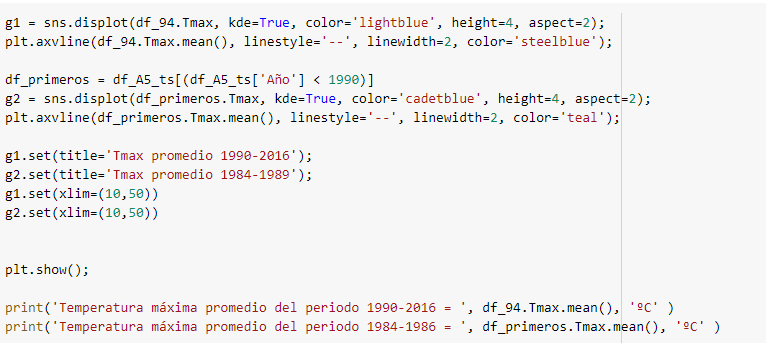 g1 = sns.displot(df_94.Tmax, kde=True, color='lightblue', height=4, aspect=2);
plt.axvline(df_94.Tmax.mean(), linestyle='--', linewidth=2, color='steelblue');
df_primeros = df_A5_ts[(df_A5_ts['Año'] < 1990)]
g2 = sns.displot(df_primeros.Tmax, kde=True, color='cadetblue', height=4, aspect=2);
plt.axvline(df_primeros.Tmax.mean(), linestyle='--', linewidth=2, color='teal');
g1.set(title='Tmax promedio 1990-2016');
g2.set(title='Tmax promedio 1984-1989');
g1.set(xlim=(10,50))
g2.set(xlim=(10,50))
plt.show();
print('Temperatura máxima promedio del periodo 1990-2016 = ', df_94.Tmax.mean(), 'ºC' )
print('Temperatura máxima promedio del periodo 1984-1986 = ', df_primeros.Tmax.mean(), 'ºC' )